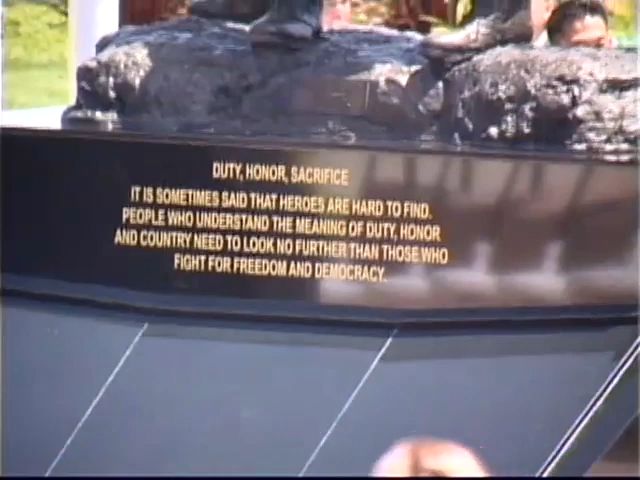 DUTY, HONOR, SACRIFICE
IT IS SOMETIMES SAID THAT HEROES ARE HARD TO FIND.
PEOPLE WHO UNDERSTAND THE MEANING OF DUTY, HONOR
AND COUNTRY NEED TO LOOK NO FURTHER THAN THOSE WHO
FIGHT FOR FREEDOM AND DEMOCRACY.